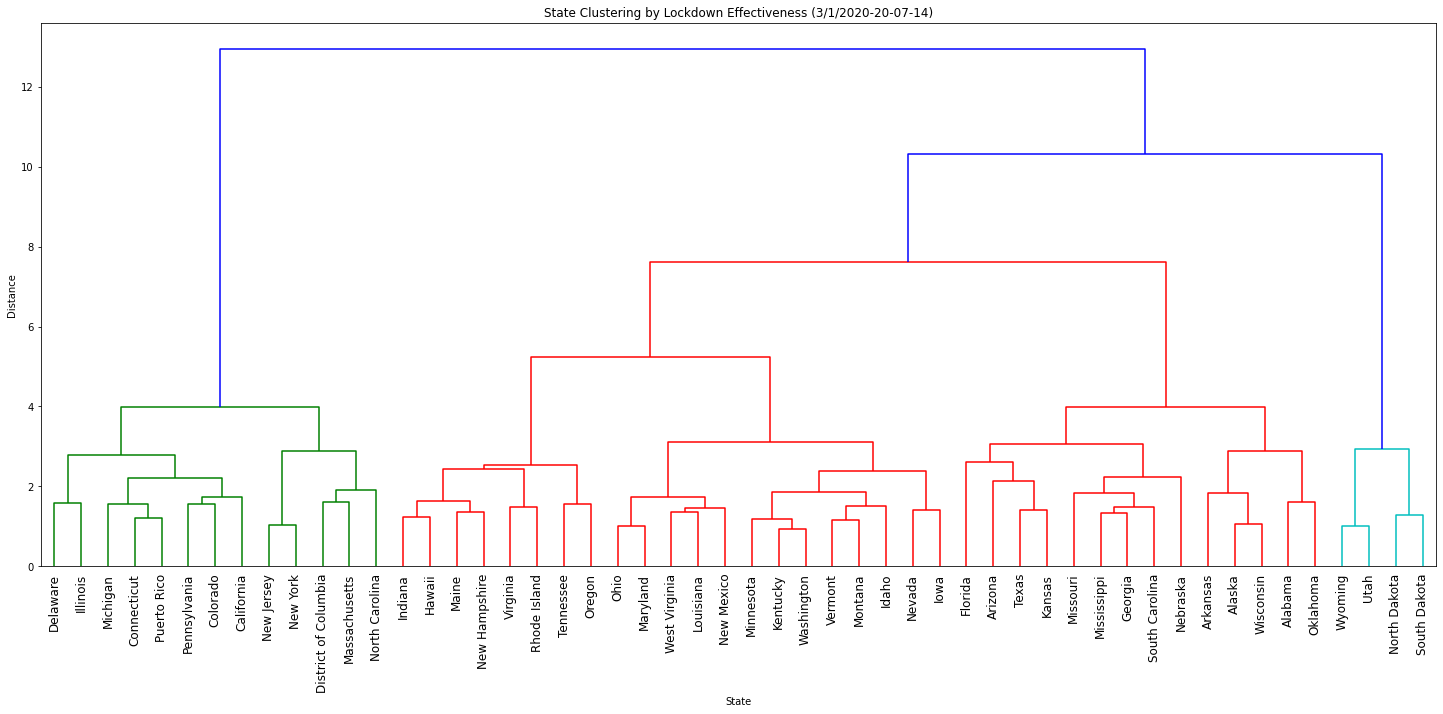 State Clustering by Lockdown Effectiveness (3/1/2020-20-07-14)
12
10
8
6
4
2
0
Distance
Delaware
Illinois
Michigan
Connecticut
Puerto Rico
Pennsylvania
Colorado
California
New Jersey
New York
District of Columbia
Massachusetts
North Carolina
Indiana
Hawaii
Maine
New Hampshire
Virginia
Rhode Island
Tennessee
Oregon
Ohio
Maryland
West Virginia
Louisiana
New Mexico
Minnesota
Kentucky
Washington
Vermont
Montana
Idaho
Nevada
Iowa
Florida
Arizona
Texas
Kansas
Missouri
Mississippi
Georgia
South Carolina
Nebraska
Arkansas
Alaska
Wisconsin
Alabama
Oklahoma
Wyoming
Utah
North Dakota
South Dakota
State